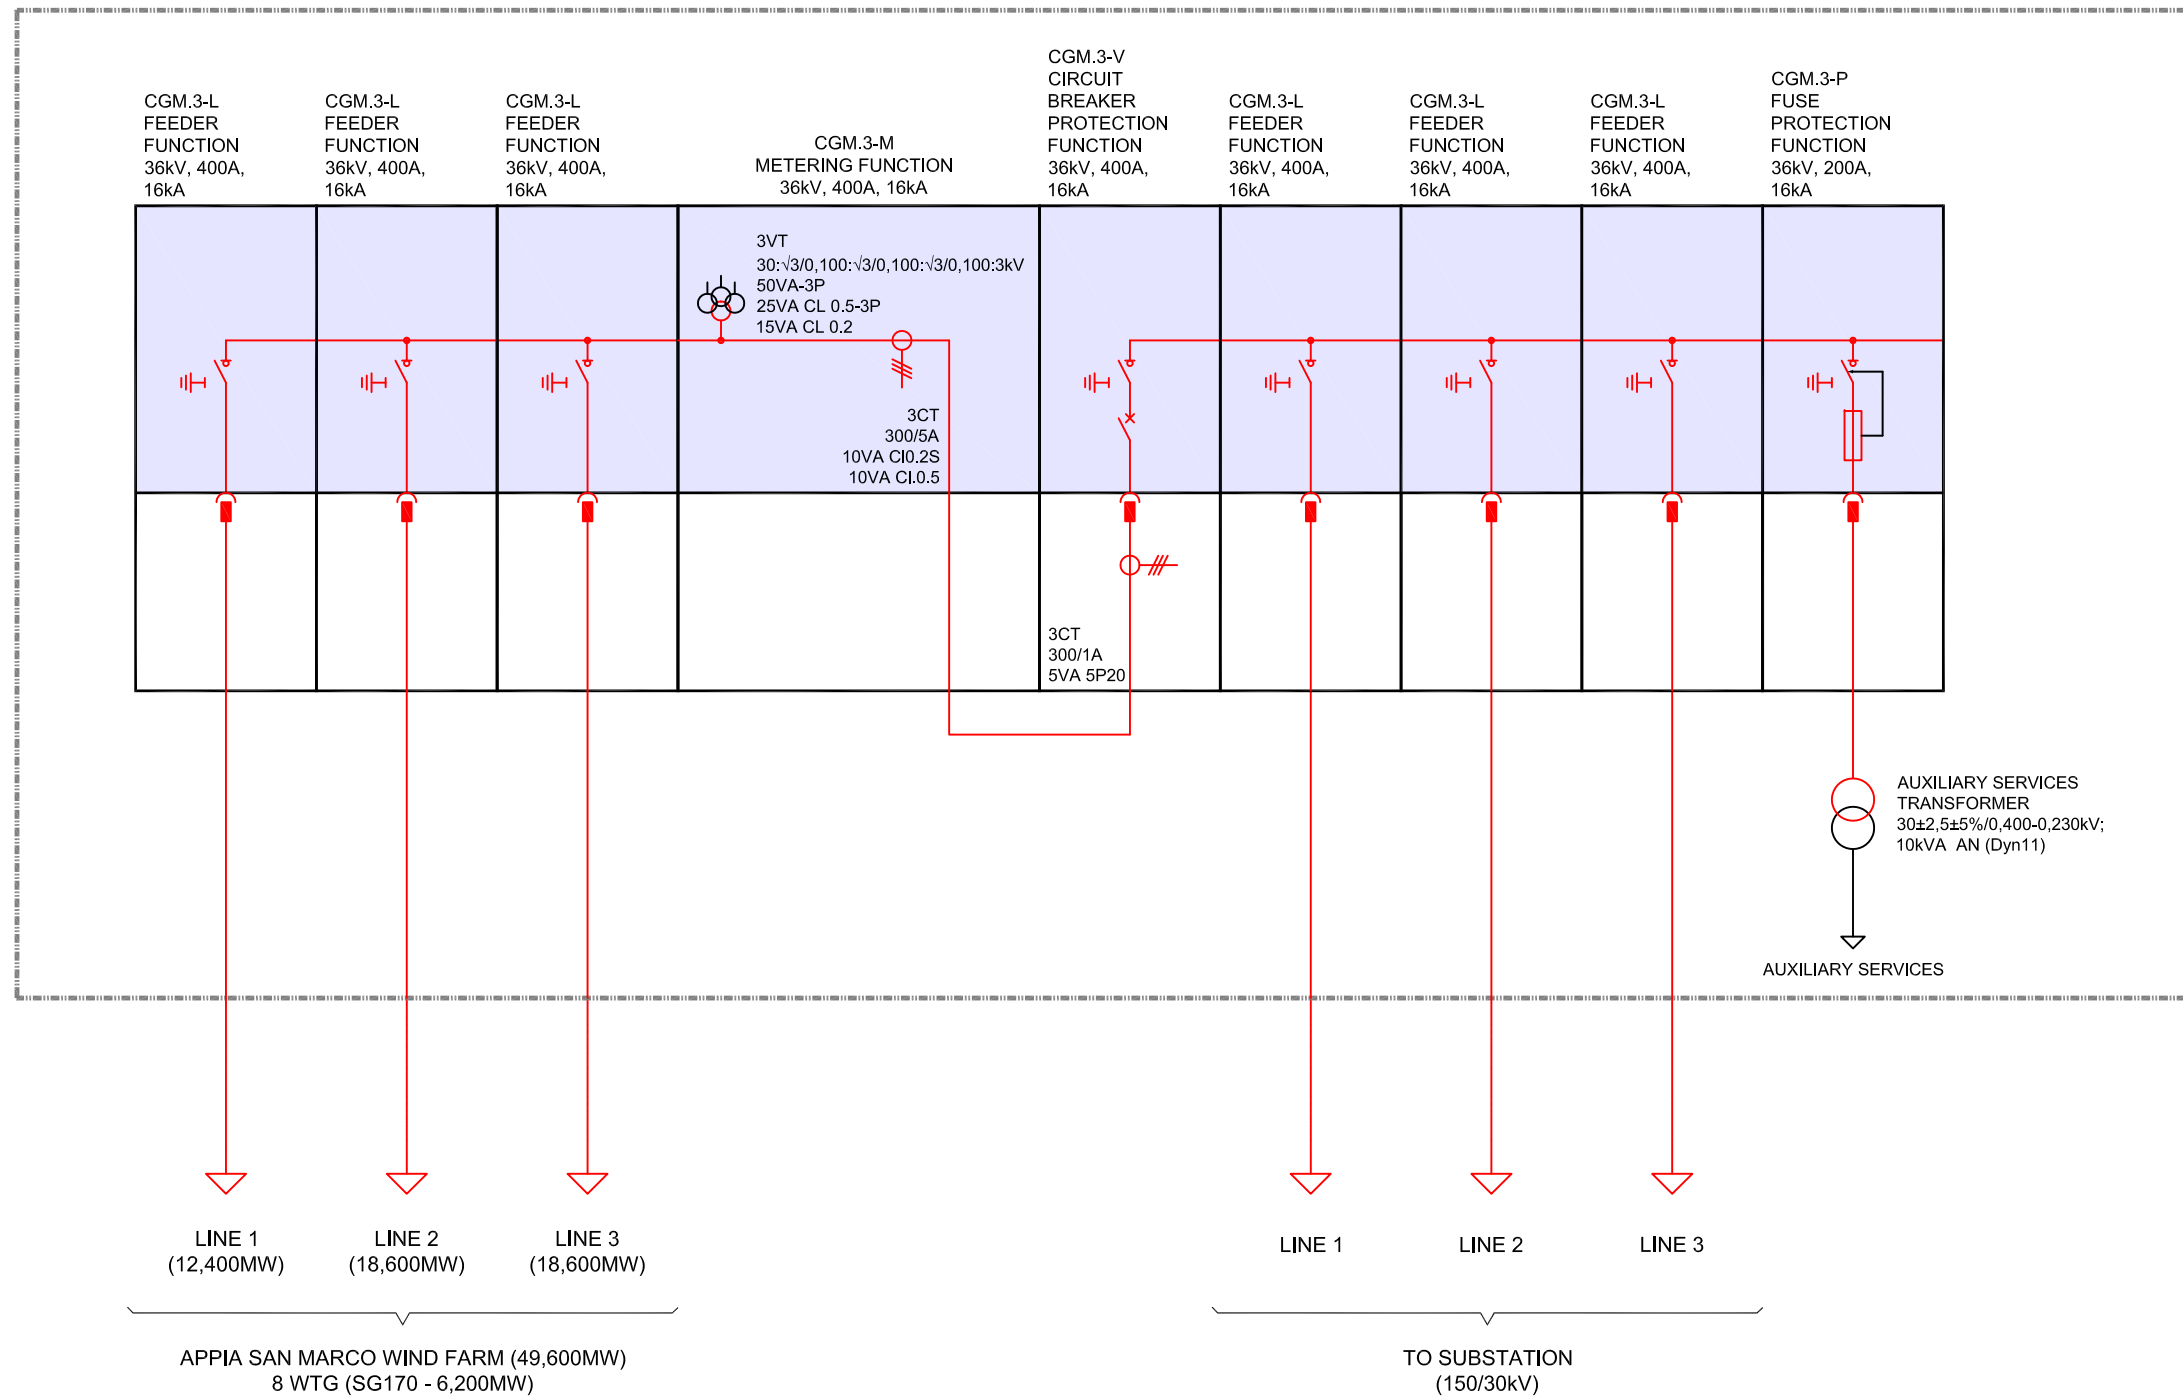 CGM.3-L
FEEDER
FUNCTION
36kV, 400A,
16kA
CGM.3-L
FEEDER
FUNCTION
36kV, 400A,
16kA
CGM.3-L
FEEDER
FUNCTION
36kV, 400A,
16kA
CGM.3-M
METERING FUNCTION
36kV, 400A, 16kA
CGM.3-V
CIRCUIT
BREAKER
PROTECTION
FUNCTION
36kV, 400A,
16kA
CGM.3-L
FEEDER
FUNCTION
36kV, 400A,
16kA
CGM.3-L
FEEDER
FUNCTION
36kV, 400A,
16kA
CGM.3-L
FEEDER
FUNCTION
36kV, 400A,
16kA
CGM.3-P
FUSE
PROTECTION
FUNCTION
36kV, 200A,
16kA
3VT
30:√3/0,100:√3/0,100:√3/0,100:3kV
50VA-3P
25VA CL 0.5-3P
15VA CL 0.2
3CT
300/5A
10VA Cl0.2S
10VA Cl.0.5
3CT
300/1A
5VA 5P20
AUXILIARY SERVICES
TRANSFORMER
30±2,5±5%/0,400-0,230kV;
10kVA AN (Dyn11)
AUXILIARY SERVICES
LINE 1
(12,400MW)
LINE 2
(18,600MW)
LINE 3
(18,600MW)
LINE 1
LINE 2
LINE 3
APPIA SAN MARCO WIND FARM (49,600MW)
8 WTG (SG170 - 6,200MW)
TO SUBSTATION
(150/30kV)